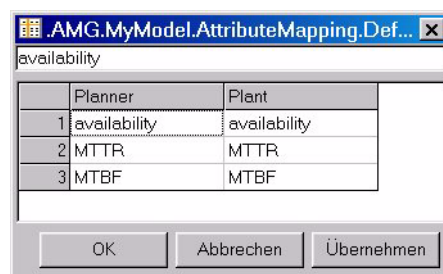 .AMG.MyModel.AttributeMapping.Def...
availability
Planner Plant
1 availability availability
2 MTTR MTTR
3 MTBF MTBF
OK Abbrechen Übernehmen